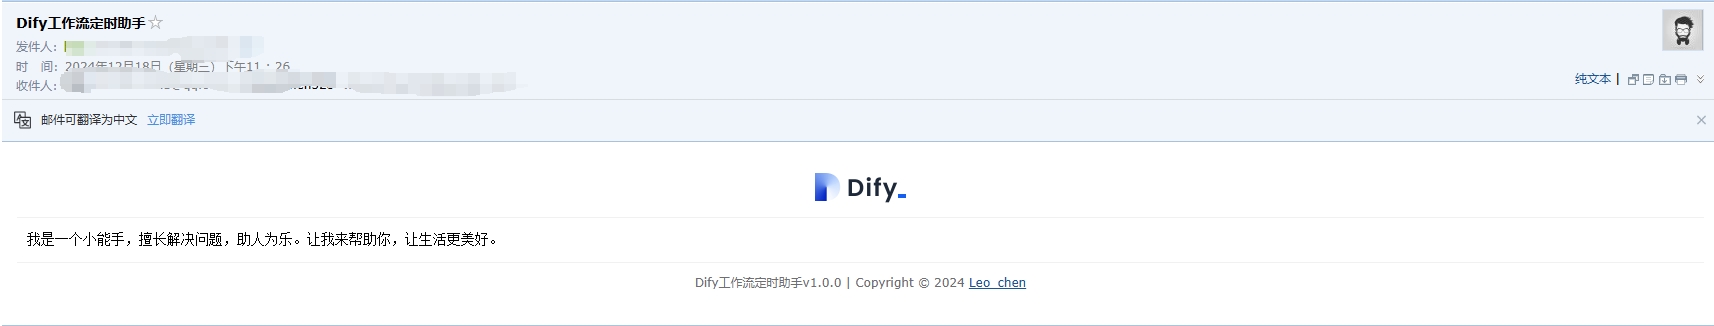 Dify工作流定时助手☆
发件人：
时　间：2024年12月18日（星期三）下午11：26
收件人：
纯文本 |
邮件可翻译为中文 立即翻译
Dify_
我是一个小能手，擅长解决问题，助人为乐。让我来帮助你，让生活更美好。
Dify工作流定时助手v1.0.0 | Copyright © 2024 Leo_chen